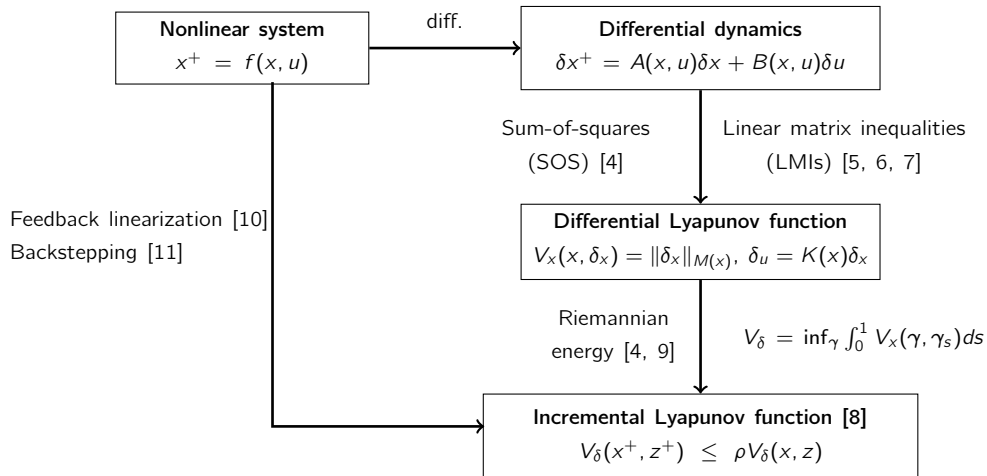 Nonlinear system
x⁺ = f(x, u)
diff.
Differential dynamics
δx⁺ = A(x, u)δx + B(x, u)δu
Sum-of-squares
(SOS) [4]
Linear matrix inequalities
(LMIs) [5, 6, 7]
Feedback linearization [10]
Backstepping [11]
Differential Lyapunov function
Vₓ(x, δₓ) = ‖δₓ‖_{M(x)}, δᵤ = K(x)δₓ
Riemannian
energy [4, 9]
V_δ = inf_γ ∫₀¹ Vₓ(γ, γₛ)ds
Incremental Lyapunov function [8]
V_δ(x⁺, z⁺) ≤ ρV_δ(x, z)